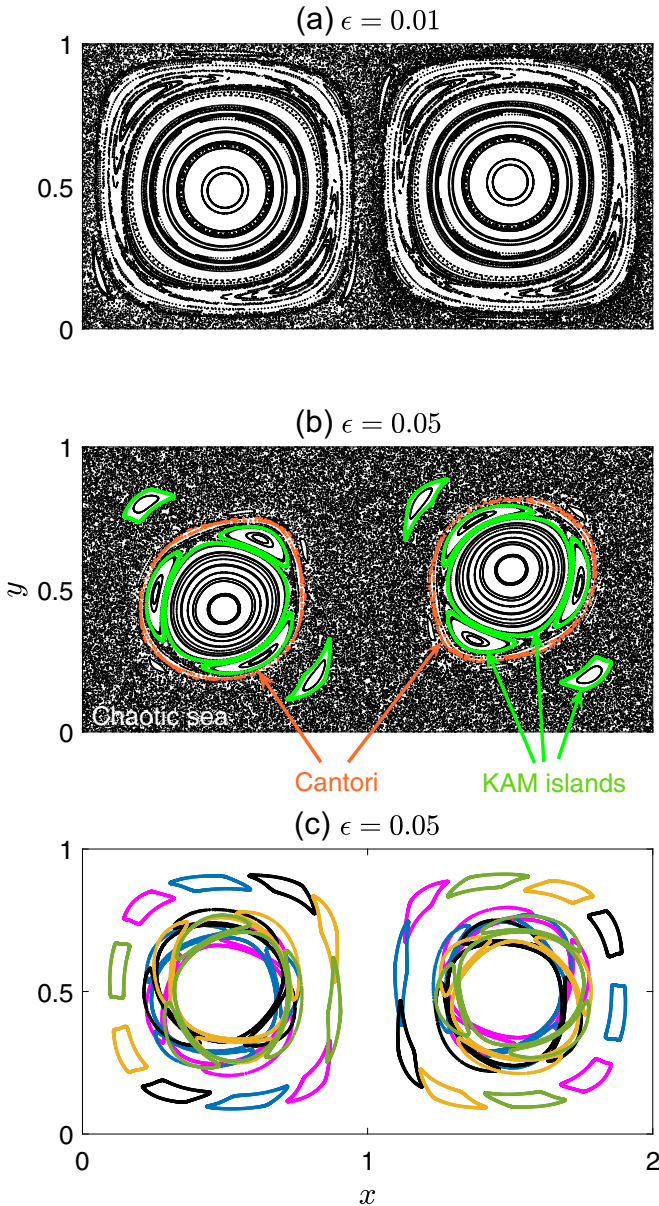 (a) ϵ = 0.01
1
0.5
0
(b) ϵ = 0.05
1
y
0.5
0
Chaotic sea
Cantori
KAM islands
(c) ϵ = 0.05
1
0.5
0
0
1
2
x